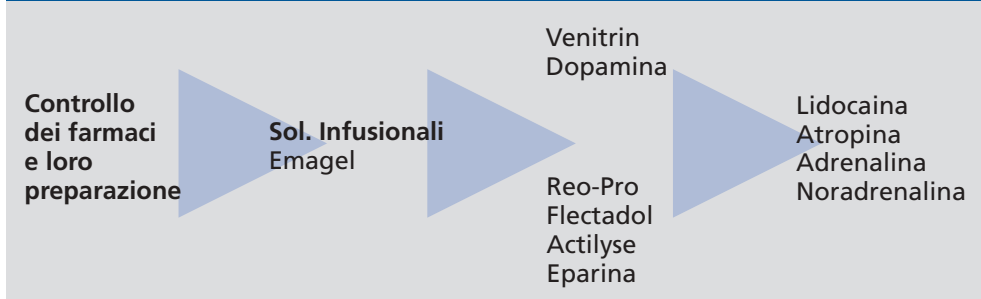 Controllo
dei farmaci
e loro
preparazione
Sol. Infusionali
Emagel
Venitrin
Dopamina
Reo-Pro
Flectadol
Actilyse
Eparina
Lidocaina
Atropina
Adrenalina
Noradrenalina